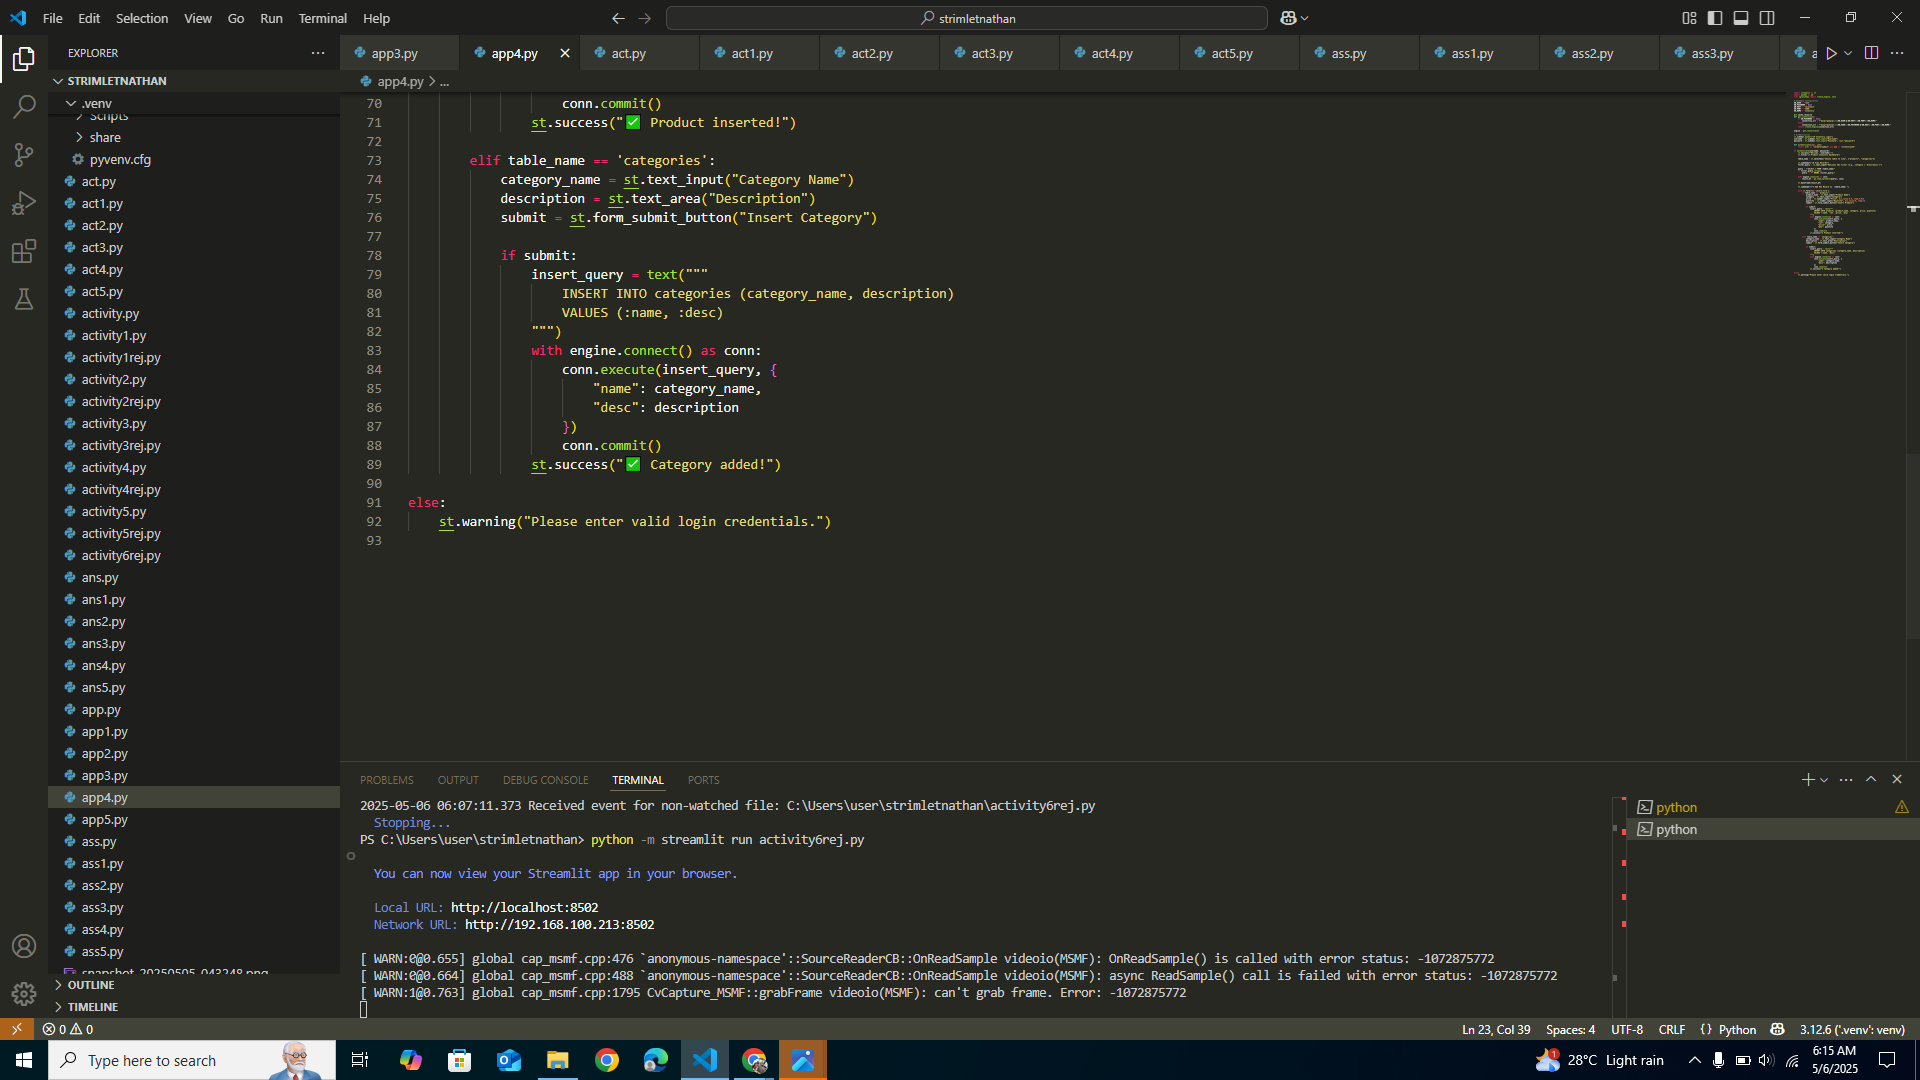 File Edit Selection View Go Run Terminal Help
strimletnathan
EXPLORER
app3.py
app4.py
act.py
act1.py
act2.py
act3.py
act4.py
act5.py
ass.py
ass1.py
ass2.py
ass3.py
a
STRIMLETNATHAN
app4.py > ...
.venv
Scripts
share
pyvenv.cfg
act.py
act1.py
act2.py
act3.py
act4.py
act5.py
activity.py
activity1.py
activity1rej.py
activity2.py
activity2rej.py
activity3.py
activity3rej.py
activity4.py
activity4rej.py
activity5.py
activity5rej.py
activity6rej.py
ans.py
ans1.py
ans2.py
ans3.py
ans4.py
ans5.py
app.py
app1.py
app2.py
app3.py
app4.py
app5.py
ass.py
ass1.py
ass2.py
ass3.py
ass4.py
ass5.py
snapshot_20250505_043248.png
OUTLINE
TIMELINE
70 conn.commit()
71 st.success("✅ Product inserted!")
72
73 elif table_name == 'categories':
74 category_name = st.text_input("Category Name")
75 description = st.text_area("Description")
76 submit = st.form_submit_button("Insert Category")
77
78 if submit:
79 insert_query = text("""
80 INSERT INTO categories (category_name, description)
81 VALUES (:name, :desc)
82 """)
83 with engine.connect() as conn:
84 conn.execute(insert_query, {
85 "name": category_name,
86 "desc": description
87 })
88 conn.commit()
89 st.success("✅ Category added!")
90
91 else:
92 st.warning("Please enter valid login credentials.")
93
PROBLEMS OUTPUT DEBUG CONSOLE TERMINAL PORTS
2025-05-06 06:07:11.373 Received event for non-watched file: C:\Users\user\strimletnathan\activity6rej.py
Stopping...
PS C:\Users\user\strimletnathan> python -m streamlit run activity6rej.py
You can now view your Streamlit app in your browser.
Local URL: http://localhost:8502
Network URL: http://192.168.100.213:8502
[ WARN:0@0.655] global cap_msmf.cpp:476 `anonymous-namespace'::SourceReaderCB::OnReadSample videoio(MSMF): OnReadSample() is called with error status: -1072875772
[ WARN:0@0.664] global cap_msmf.cpp:488 `anonymous-namespace'::SourceReaderCB::OnReadSample videoio(MSMF): async ReadSample() call is failed with error status: -1072875772
[ WARN:1@0.763] global cap_msmf.cpp:1795 CvCapture_MSMF::grabFrame videoio(MSMF): can't grab frame. Error: -1072875772
python
python
0 0
Ln 23, Col 39 Spaces: 4 UTF-8 CRLF { } Python 3.12.6 ('.venv': venv)
Type here to search
1
28°C Light rain
6:15 AM
5/6/2025